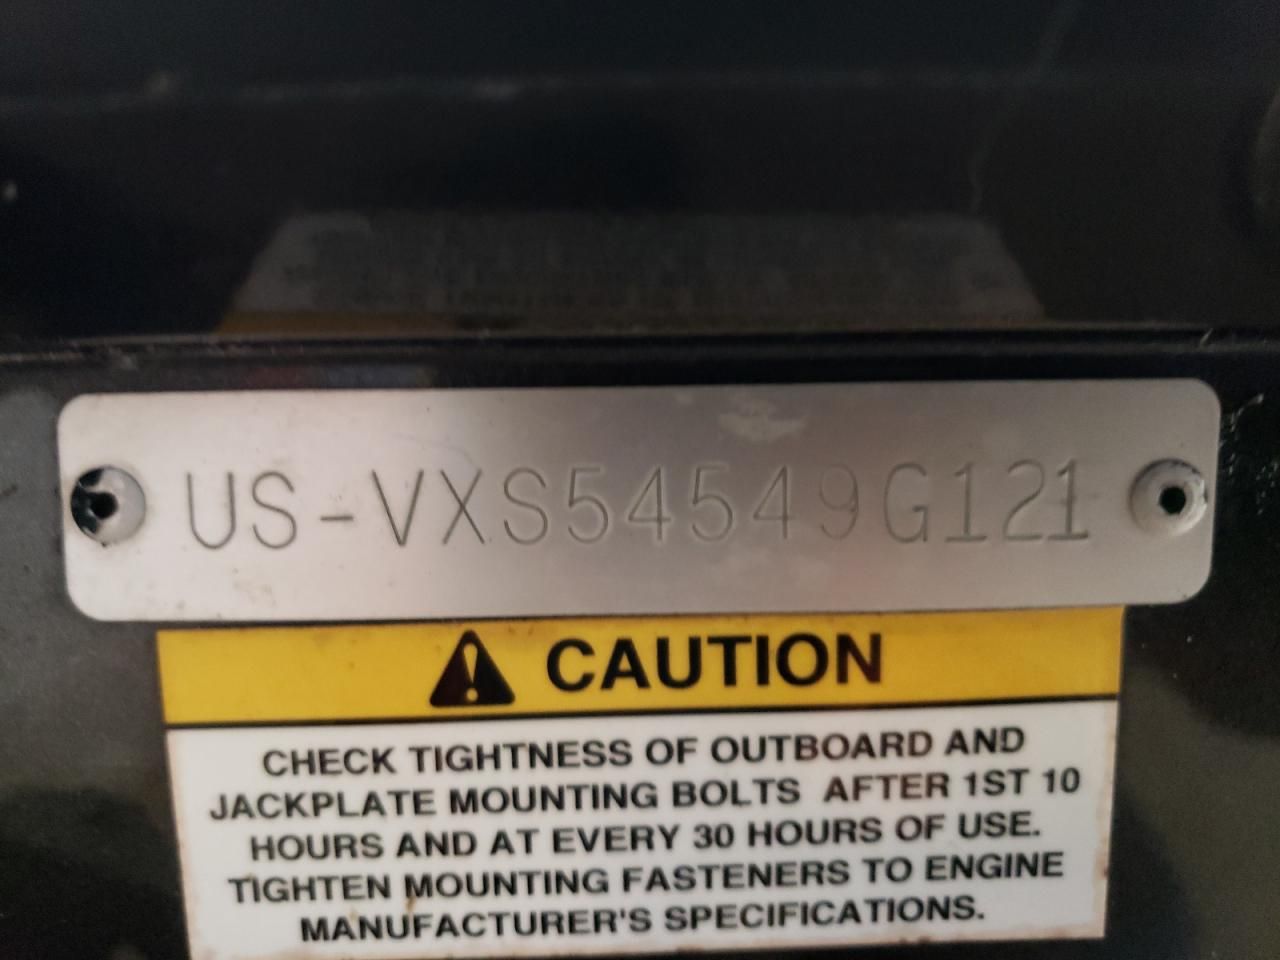 US-VXS54549G121
CAUTION
CHECK TIGHTNESS OF OUTBOARD AND
JACKPLATE MOUNTING BOLTS AFTER 1ST 10
HOURS AND AT EVERY 30 HOURS OF USE.
TIGHTEN MOUNTING FASTENERS TO ENGINE
MANUFACTURER'S SPECIFICATIONS.